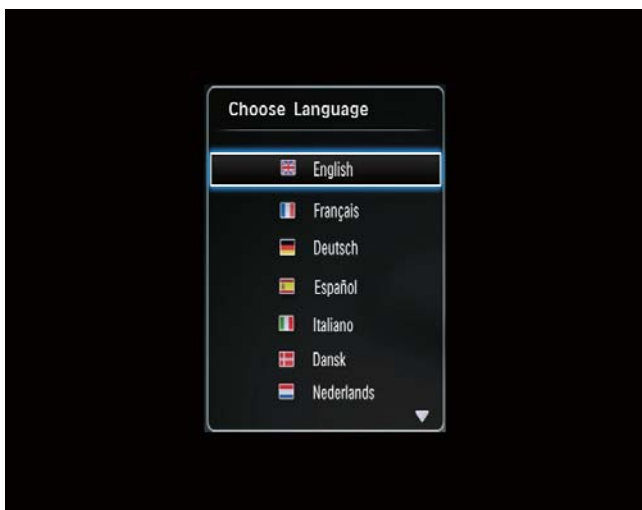 Choose Language
English
Français
Deutsch
Español
Italiano
Dansk
Nederlands